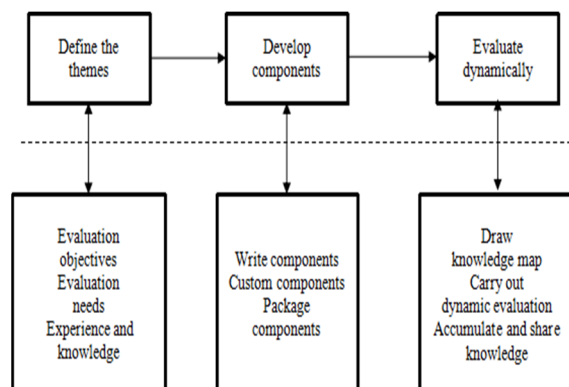 Define the
themes
Develop
components
Evaluate
dynamically
Evaluation
objectives
Evaluation
needs
Experience and
knowledge
Write components
Custom components
Package
components
Draw
knowledge map
Carry out
dynamic evaluation
Accumulate and share
knowledge